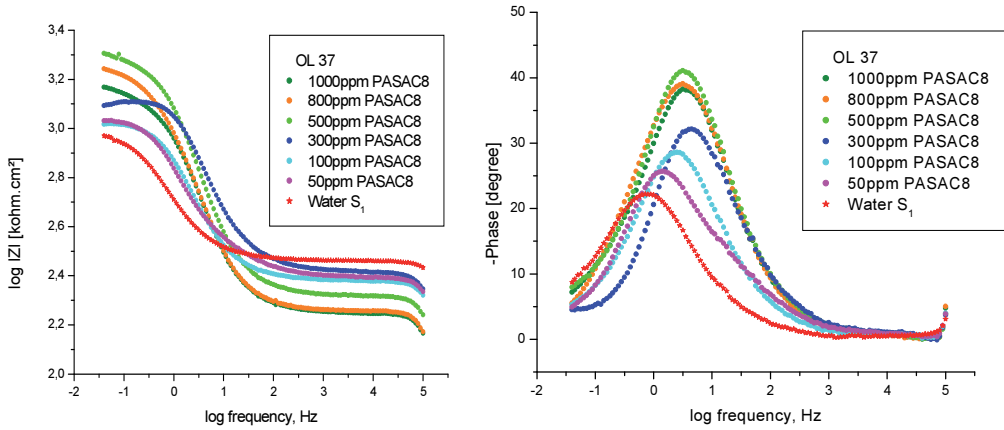 3,4
3,2
3,0
2,8
2,6
2,4
2,2
2,0
log |Z| [kohm.cm²]
-2
-1
0
1
2
3
4
5
log frequency, Hz
OL 37
1000ppm PASAC8
800ppm PASAC8
500ppm PASAC8
300ppm PASAC8
100ppm PASAC8
50ppm PASAC8
Water S₁
50
40
30
20
10
0
-Phase [degree]
-2
-1
0
1
2
3
4
5
log frequency, Hz
OL 37
1000ppm PASAC8
800ppm PASAC8
500ppm PASAC8
300ppm PASAC8
100ppm PASAC8
50ppm PASAC8
Water S₁